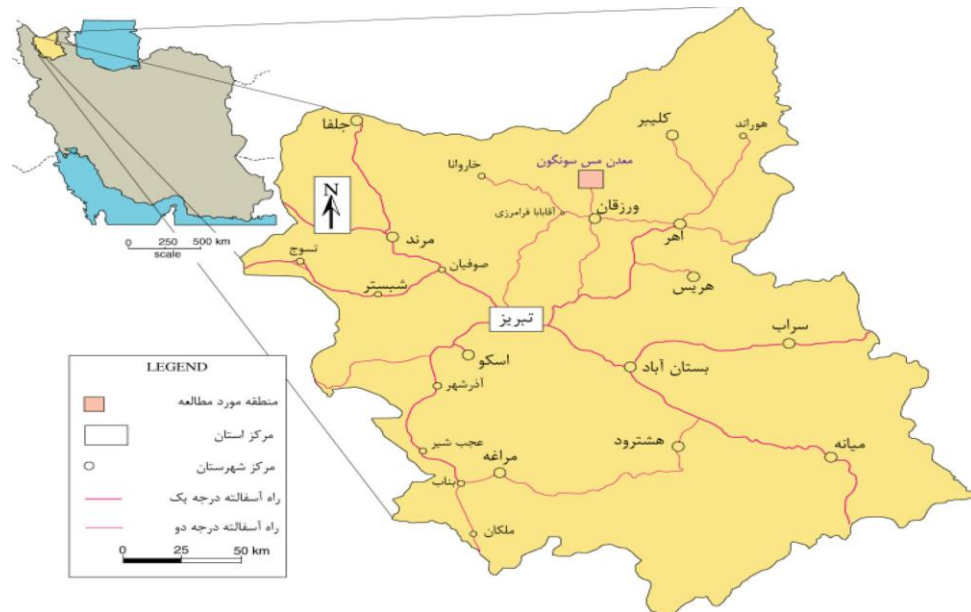 0 250 500 km
scale
N
جلفا
کلیبر
هوراند
معدن مس سونگون
خاروانا
آقابابا فرامرزی
ورزقان
اهر
مرند
صوفیان
تسوج
شبستر
هریس
تبریز
سراب
اسکو
بستان آباد
آذرشهر
عجب شیر
مراغه
هشترود
میانه
بناب
ملکان
LEGEND
منطقه مورد مطالعه
مرکز استان
مرکز شهرستان
راه آسفالته درجه یک
راه آسفالته درجه دو
0 25 50 km